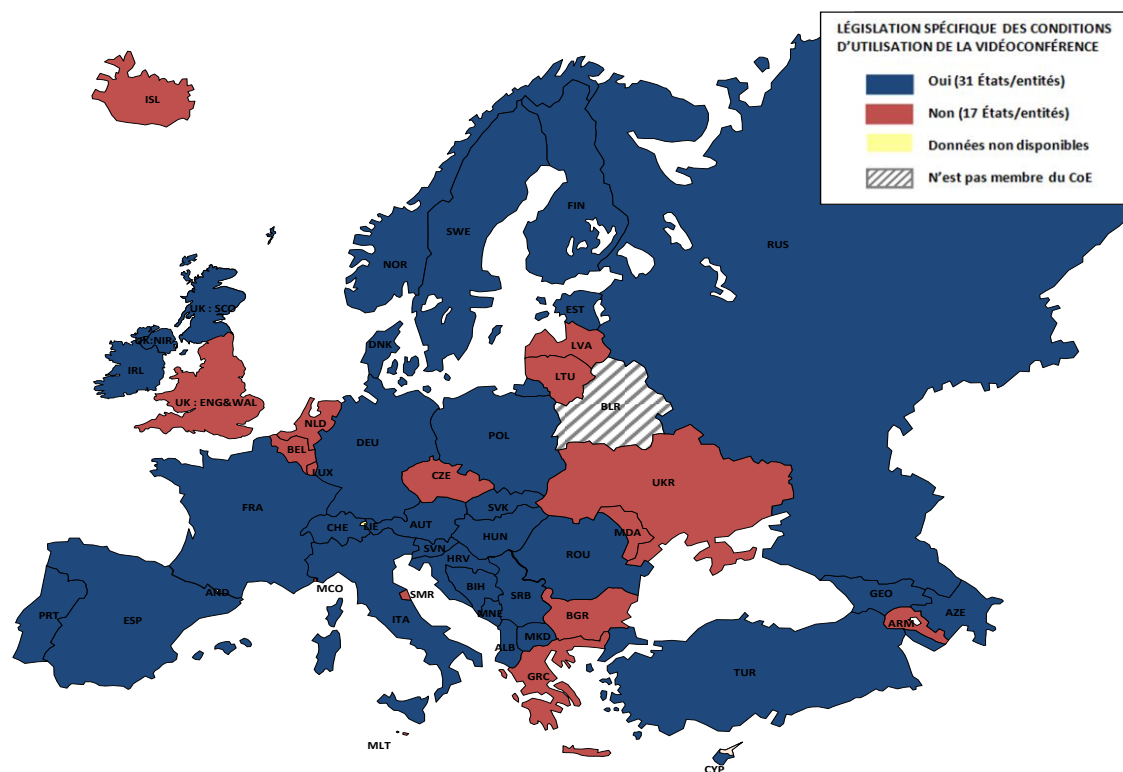 LÉGISLATION SPÉCIFIQUE DES CONDITIONS
D'UTILISATION DE LA VIDÉOCONFÉRENCE
Oui (31 États/entités)
Non (17 États/entités)
Données non disponibles
N'est pas membre du CoE
ISL
FIN
SWE
RUS
NOR
UK : SCO
EST
UK:NIR
DNK
LVA
IRL
LTU
UK : ENG&WAL
BLR
NLD
POL
DEU
BEL
LUX
CZE
UKR
FRA
SVK
CHE
LIE
AUT
MDA
HUN
SVN
ROU
HRV
MCO
AND
SMR
BIH
SRB
GEO
PRT
ESP
ITA
MNE
BGR
AZE
ARM
MKD
ALB
GRC
TUR
MLT
CYP